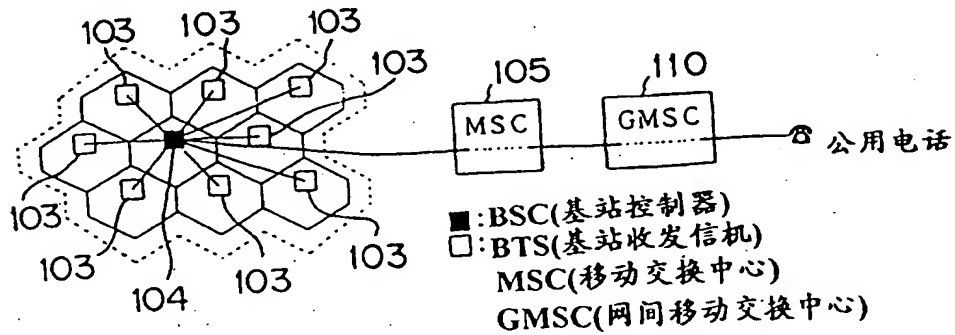 103 103 103
103
105 110
MSC GMSC
公用电话
103
103 103 103
104
■:BSC(基站控制器)
□:BTS(基站收发信机)
MSC(移动交换中心)
GMSC(网间移动交换中心)